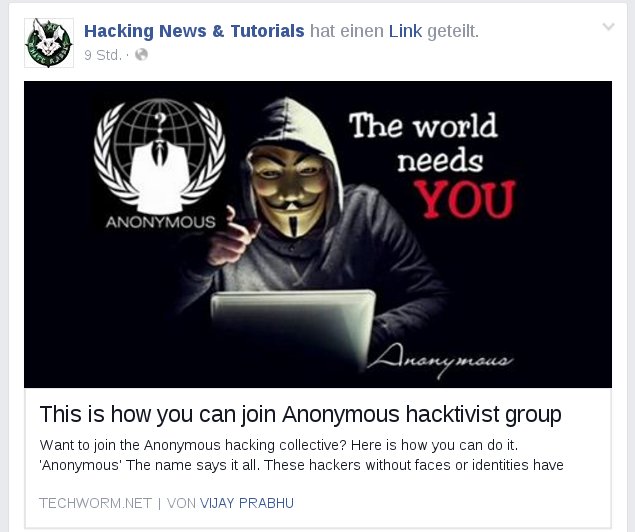 Hacking News & Tutorials hat einen Link geteilt.
9 Std. ·
The world
needs
YOU
?
ANONYMOUS
Anonymous
This is how you can join Anonymous hacktivist group
Want to join the Anonymous hacking collective? Here is how you can do it.
'Anonymous' The name says it all. These hackers without faces or identities have
TECHWORM.NET | VON VIJAY PRABHU